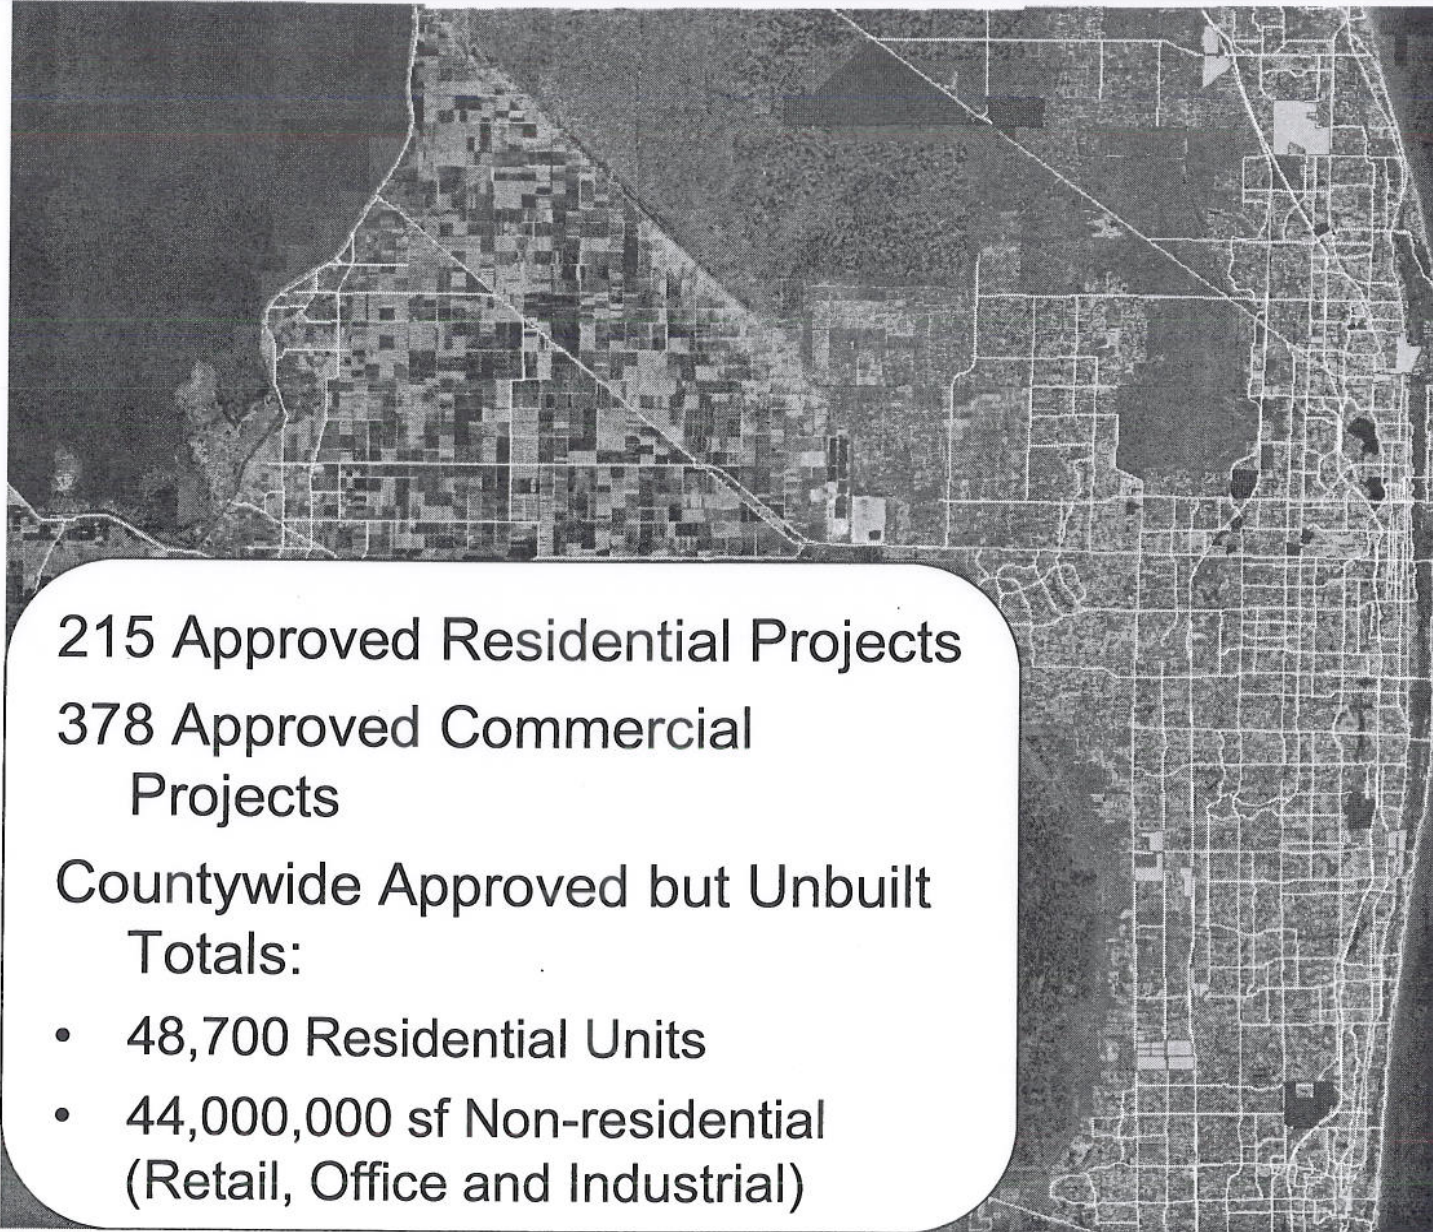 215 Approved Residential Projects
378 Approved Commercial
Projects
Countywide Approved but Unbuilt
Totals:
• 48,700 Residential Units
• 44,000,000 sf Non-residential
(Retail, Office and Industrial)